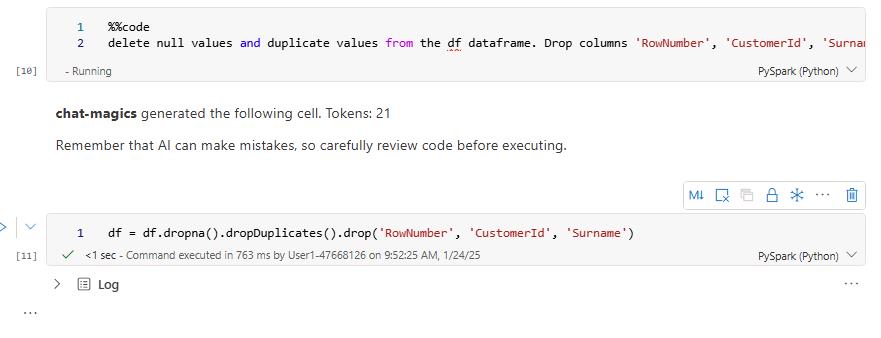 1 %%code
2 delete null values and duplicate values from the df dataframe. Drop columns 'RowNumber', 'CustomerId', 'Surna
[10] - Running PySpark (Python)
chat-magics generated the following cell. Tokens: 21
Remember that AI can make mistakes, so carefully review code before executing.
M↓ ...
1 df = df.dropna().dropDuplicates().drop('RowNumber', 'CustomerId', 'Surname')
[11] <1 sec - Command executed in 763 ms by User1-47668126 on 9:52:25 AM, 1/24/25 PySpark (Python)
Log ...
...